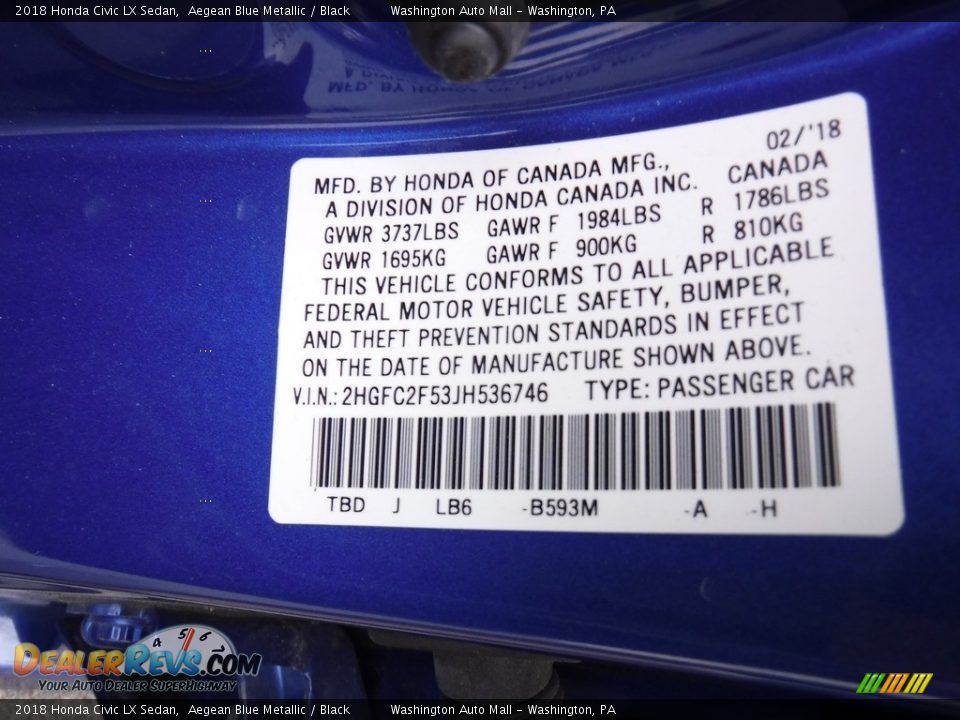 2018 Honda Civic LX Sedan, Aegean Blue Metallic / Black Washington Auto Mall - Washington, PA
02/'18
MFD. BY HONDA OF CANADA MFG., CANADA
A DIVISION OF HONDA CANADA INC.
GVWR 3737LBS GAWR F 1984LBS R 1786LBS
GVWR 1695KG GAWR F 900KG R 810KG
THIS VEHICLE CONFORMS TO ALL APPLICABLE
FEDERAL MOTOR VEHICLE SAFETY, BUMPER,
AND THEFT PREVENTION STANDARDS IN EFFECT
ON THE DATE OF MANUFACTURE SHOWN ABOVE.
V.I.N.: 2HGFC2F53JH536746 TYPE: PASSENGER CAR
TBD J LB6 -B593M -A -H
4 5 6
DEALERREVS.COM
YOUR AUTO DEALER SUPERHIGHWAY
2018 Honda Civic LX Sedan, Aegean Blue Metallic / Black Washington Auto Mall - Washington, PA